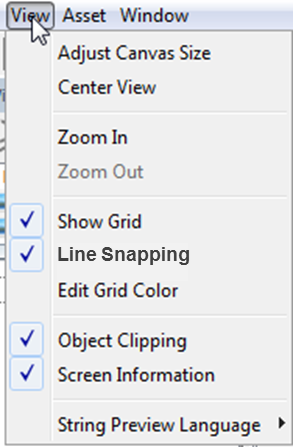 View Asset Window
Adjust Canvas Size
Center View
Zoom In
Zoom Out
Show Grid
Line Snapping
Edit Grid Color
Object Clipping
Screen Information
String Preview Language